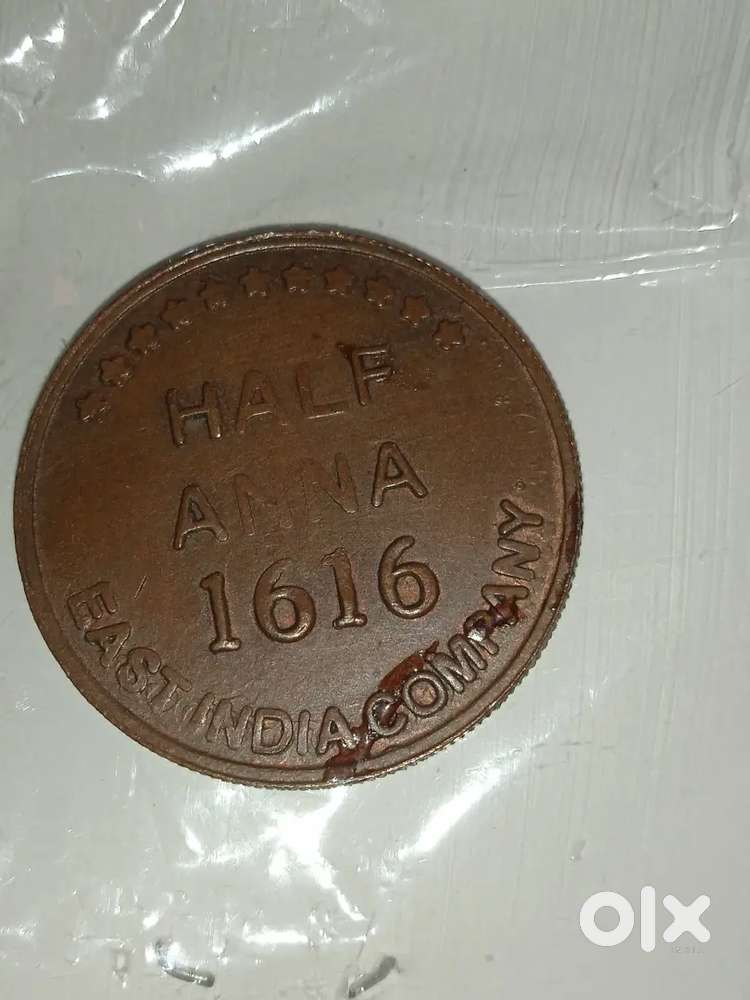 HALF
ANNA
1616
EAST INDIA COMPANY
olx